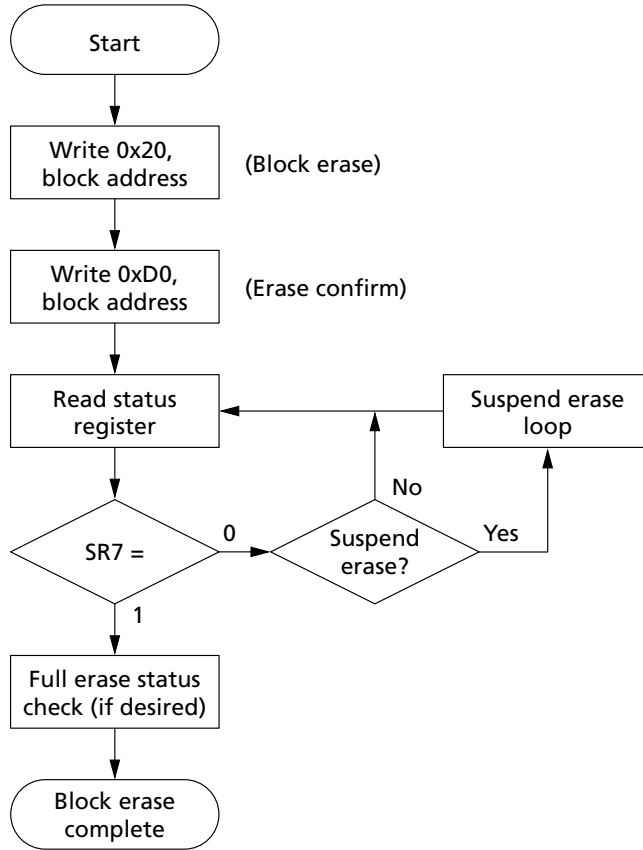 Start
Write 0x20,
block address
(Block erase)
Write 0xD0,
block address
(Erase confirm)
Read status
register
Suspend erase
loop
No
SR7 =
0
Suspend
erase?
Yes
1
Full erase status
check (if desired)
Block erase
complete